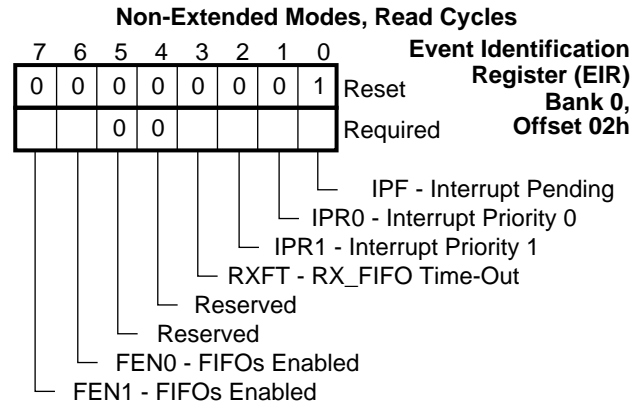 Non-Extended Modes, Read Cycles
7 6 5 4 3 2 1 0
Event Identification
Register (EIR)
Bank 0,
Offset 02h
0 0 0 0 0 0 0 1 Reset
0 0 Required
IPF - Interrupt Pending
IPR0 - Interrupt Priority 0
IPR1 - Interrupt Priority 1
RXFT - RX_FIFO Time-Out
Reserved
Reserved
FEN0 - FIFOs Enabled
FEN1 - FIFOs Enabled